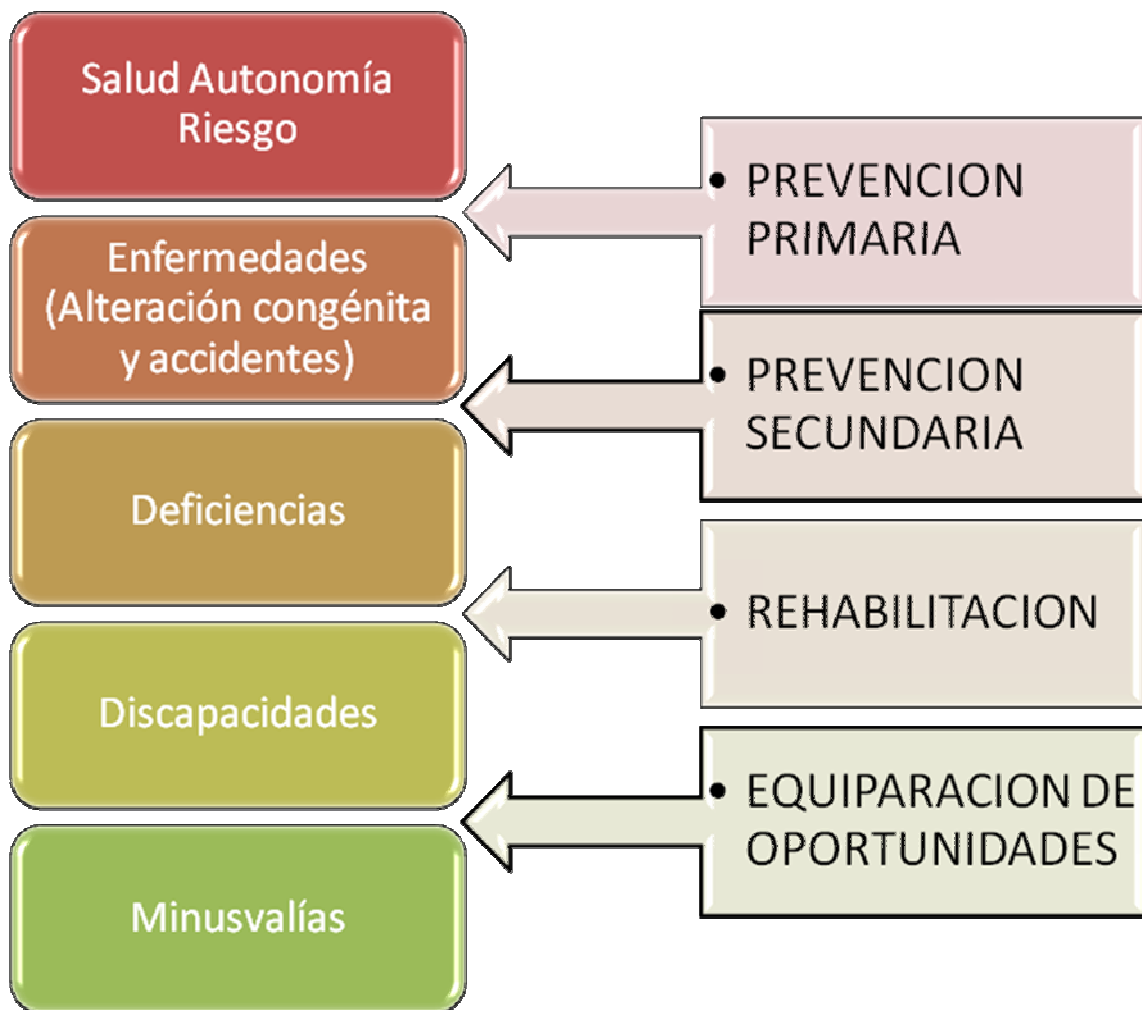 Salud Autonomía
Riesgo
• PREVENCION
PRIMARIA
Enfermedades
(Alteración congénita
y accidentes)
• PREVENCION
SECUNDARIA
Deficiencias
• REHABILITACION
Discapacidades
• EQUIPARACION DE
OPORTUNIDADES
Minusvalías